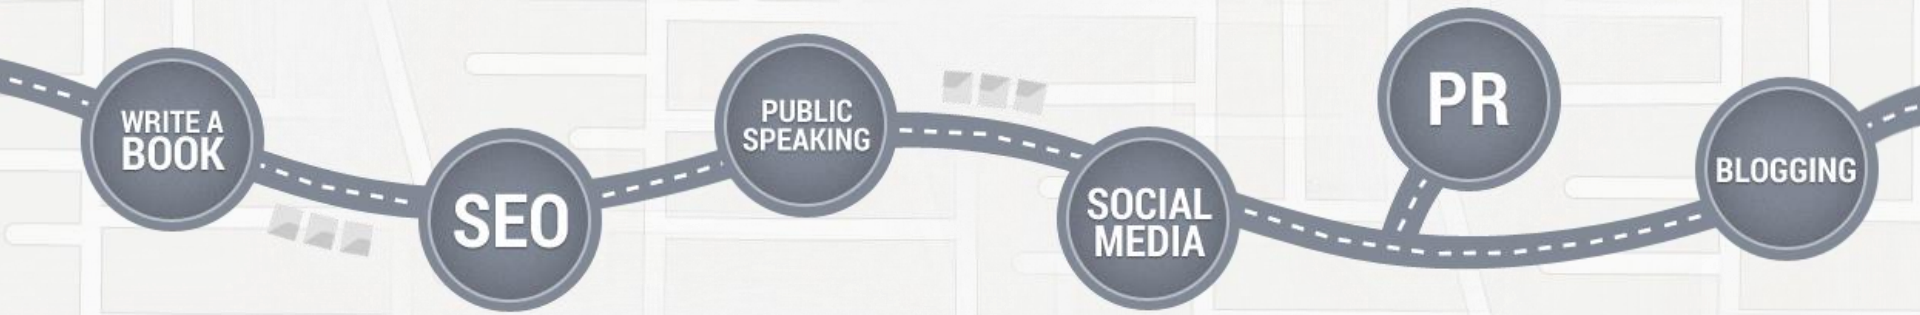 WRITE A
BOOK
SEO
PUBLIC
SPEAKING
SOCIAL
MEDIA
PR
BLOGGING